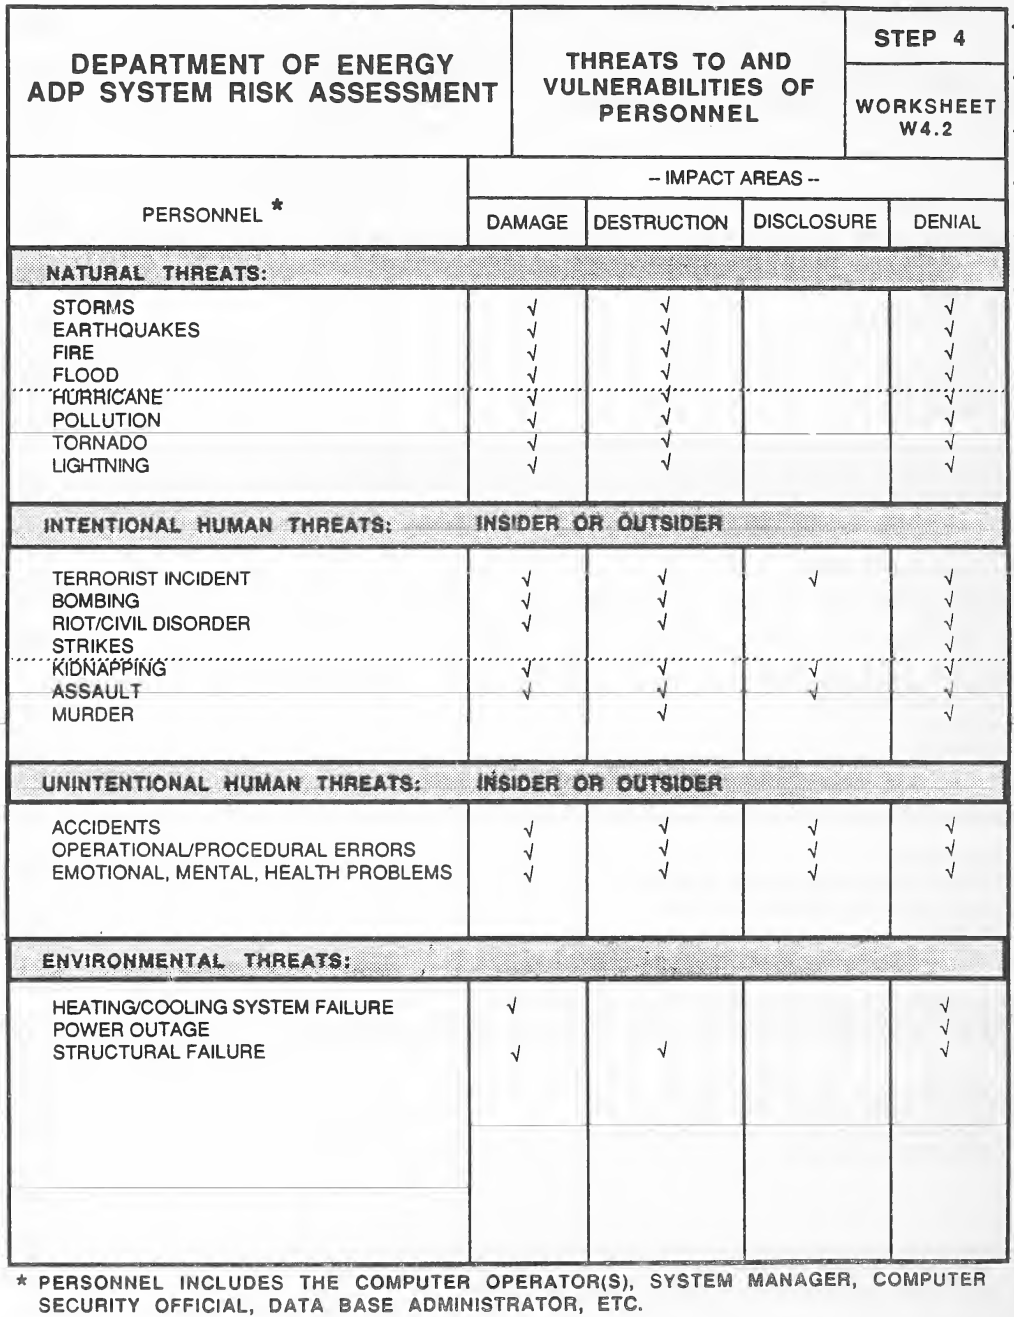 DEPARTMENT OF ENERGY
ADP SYSTEM RISK ASSESSMENT
THREATS TO AND
VULNERABILITIES OF
PERSONNEL
STEP 4
WORKSHEET
W4.2
PERSONNEL *
-- IMPACT AREAS --
DAMAGE DESTRUCTION DISCLOSURE DENIAL
NATURAL THREATS:
STORMS √ √ √
EARTHQUAKES √ √ √
FIRE √ √ √
FLOOD √ √ √
HURRICANE √ √ √
POLLUTION √ √ √
TORNADO √ √ √
LIGHTNING √ √ √
INTENTIONAL HUMAN THREATS: INSIDER OR OUTSIDER
TERRORIST INCIDENT √ √ √ √
BOMBING √ √ √
RIOT/CIVIL DISORDER √ √ √
STRIKES √
KIDNAPPING √ √ √ √
ASSAULT √ √ √ √
MURDER √ √
UNINTENTIONAL HUMAN THREATS: INSIDER OR OUTSIDER
ACCIDENTS √ √ √ √
OPERATIONAL/PROCEDURAL ERRORS √ √ √ √
EMOTIONAL, MENTAL, HEALTH PROBLEMS √ √ √ √
ENVIRONMENTAL THREATS:
HEATING/COOLING SYSTEM FAILURE √ √
POWER OUTAGE √
STRUCTURAL FAILURE √ √ √
* PERSONNEL INCLUDES THE COMPUTER OPERATOR(S), SYSTEM MANAGER, COMPUTER
SECURITY OFFICIAL, DATA BASE ADMINISTRATOR, ETC.